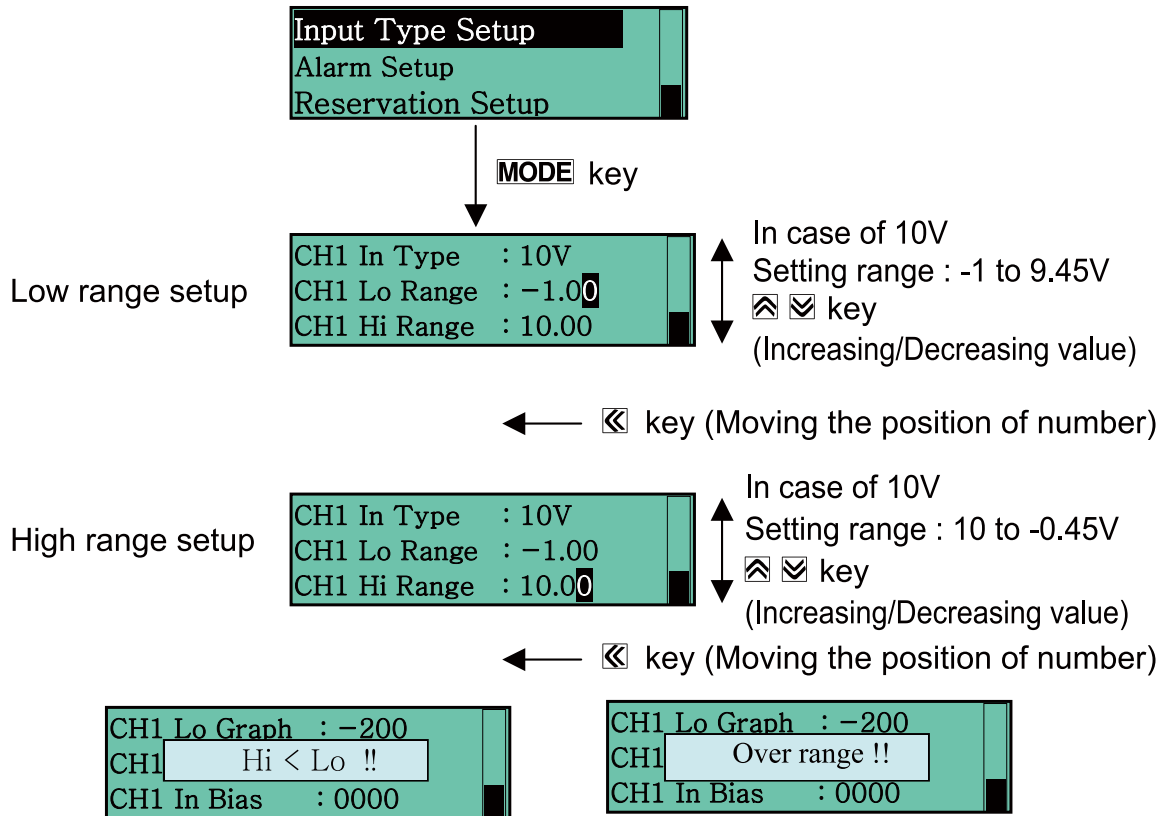 Input Type Setup
Alarm Setup
Reservation Setup
MODE key
Low range setup
CH1 In Type : 10V
CH1 Lo Range : −1.00
CH1 Hi Range : 10.00
In case of 10V
Setting range : -1 to 9.45V
key
(Increasing/Decreasing value)
key (Moving the position of number)
High range setup
CH1 In Type : 10V
CH1 Lo Range : −1.00
CH1 Hi Range : 10.00
In case of 10V
Setting range : 10 to -0.45V
key
(Increasing/Decreasing value)
key (Moving the position of number)
CH1 Lo Graph : −200
CH1
Hi < Lo !!
CH1 In Bias : 0000
CH1 Lo Graph : −200
CH1
Over range !!
CH1 In Bias : 0000